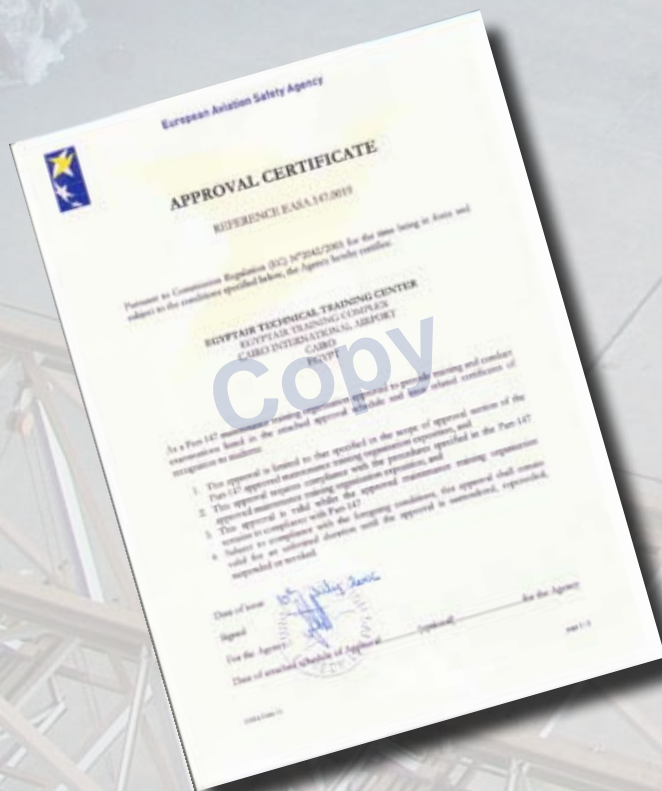 European Aviation Safety Agency
APPROVAL CERTIFICATE
REFERENCE EASA.147.0019
Pursuant to Commission Regulation (EC) N°2042/2003 for the time being in force and
subject to the conditions specified below, the Agency hereby certifies:
EGYPTAIR TECHNICAL TRAINING CENTER
EGYPTAIR TRAINING COMPLEX
CAIRO INTERNATIONAL AIRPORT
CAIRO
EGYPT
Copy
As a Part-147 maintenance training organisation approved to provide training and conduct
examinations listed in the attached approval schedule and issue related certificates of
recognition to students
1. This approval is limited to that specified in the scope of approval section of the
Part-147 approved maintenance training organisation exposition, and
2. This approval requires compliance with the procedures specified in the Part-147
approved maintenance training organisation exposition, and
3. This approval is valid whilst the approved maintenance training organisation
remains in compliance with Part-147
4. Subject to compliance with the foregoing conditions, this approval shall remain
valid for an unlimited duration until the approval is surrendered, superseded,
suspended or revoked.
Date of issue
Signed
For the Agency
for the Agency
Date of attached schedule of Approval (optional)